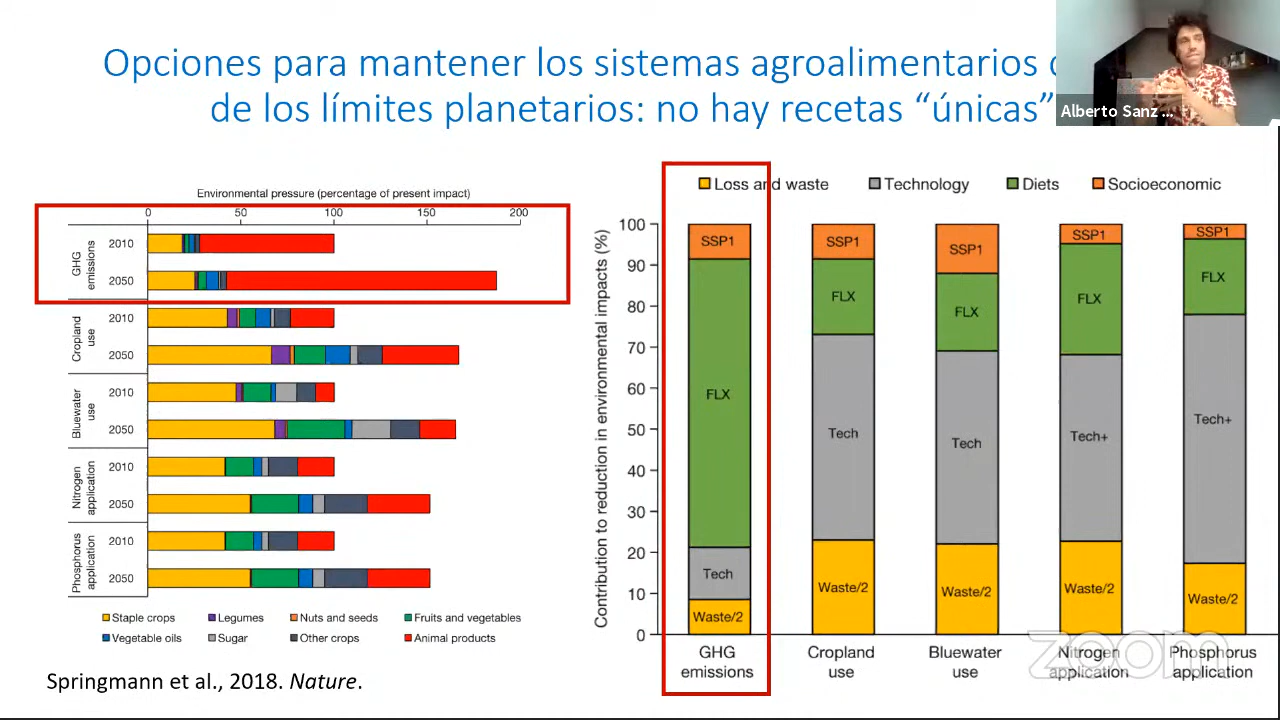 Opciones para mantener los sistemas agroalimentarios
de los límites planetarios: no hay recetas “únicas”
Alberto Sanz ...
Environmental pressure (percentage of present impact)
0 50 100 150 200
GHG emissions
2010
2050
Cropland use
2010
2050
Bluewater use
2010
2050
Nitrogen application
2010
2050
Phosphorus application
2010
2050
Staple crops Legumes Nuts and seeds Fruits and vegetables
Vegetable oils Sugar Other crops Animal products
Springmann et al., 2018. Nature.
Loss and waste Technology Diets Socioeconomic
Contribution to reduction in environmental impacts (%)
100
90
80
70
60
50
40
30
20
10
0
SSP1 SSP1 SSP1 SSP1 SSP1
FLX FLX FLX FLX FLX
Tech Tech Tech Tech+ Tech+
Waste/2 Waste/2 Waste/2 Waste/2 Waste/2
GHG Cropland Bluewater Nitrogen Phosphorus
emissions use use application application
zoom